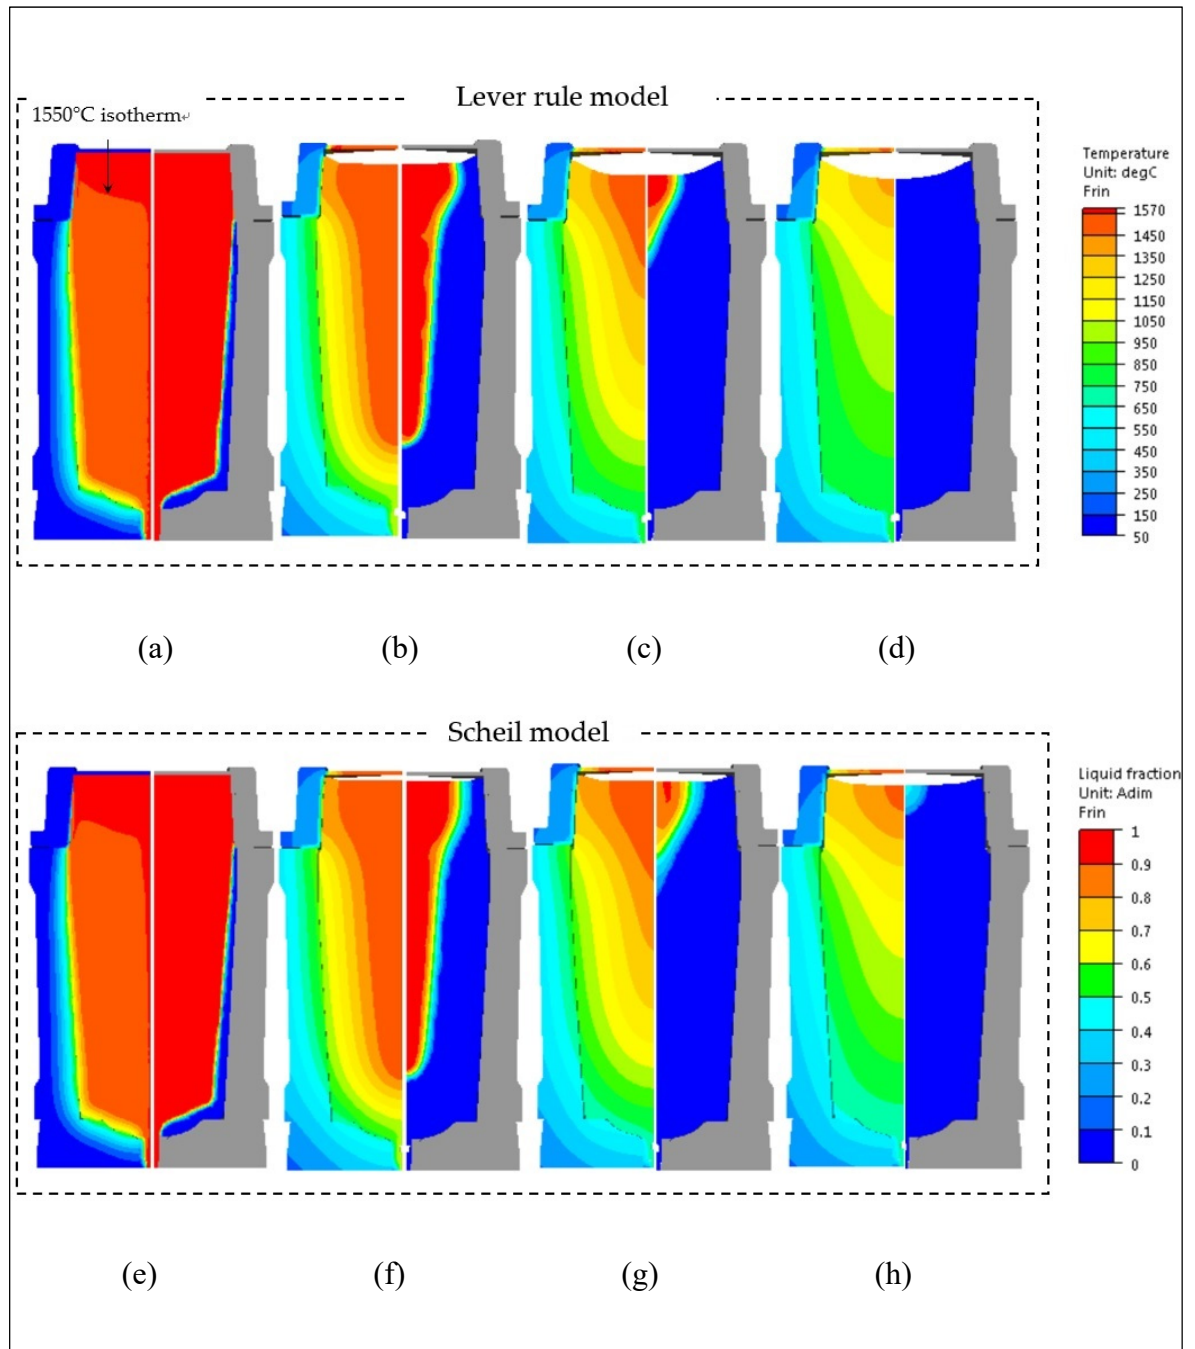 Lever rule model
1550°C isotherm
Temperature
Unit: degC
Frin
1570
1450
1350
1250
1150
1050
950
850
750
650
450
350
250
150
50
(a) (b) (c) (d)
Scheil model
Liquid fraction
Unit: Adim
Frin
1
0.9
0.8
0.7
0.6
0.5
0.4
0.3
0.2
0.1
0
(e) (f) (g) (h)